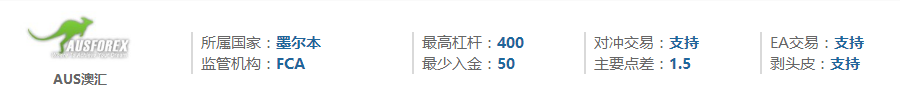 AUSFOREX
AUS澳汇
所属国家：墨尔本
监管机构：FCA
最高杠杆：400
最少入金：50
对冲交易：支持
主要点差：1.5
EA交易：支持
剥头皮：支持